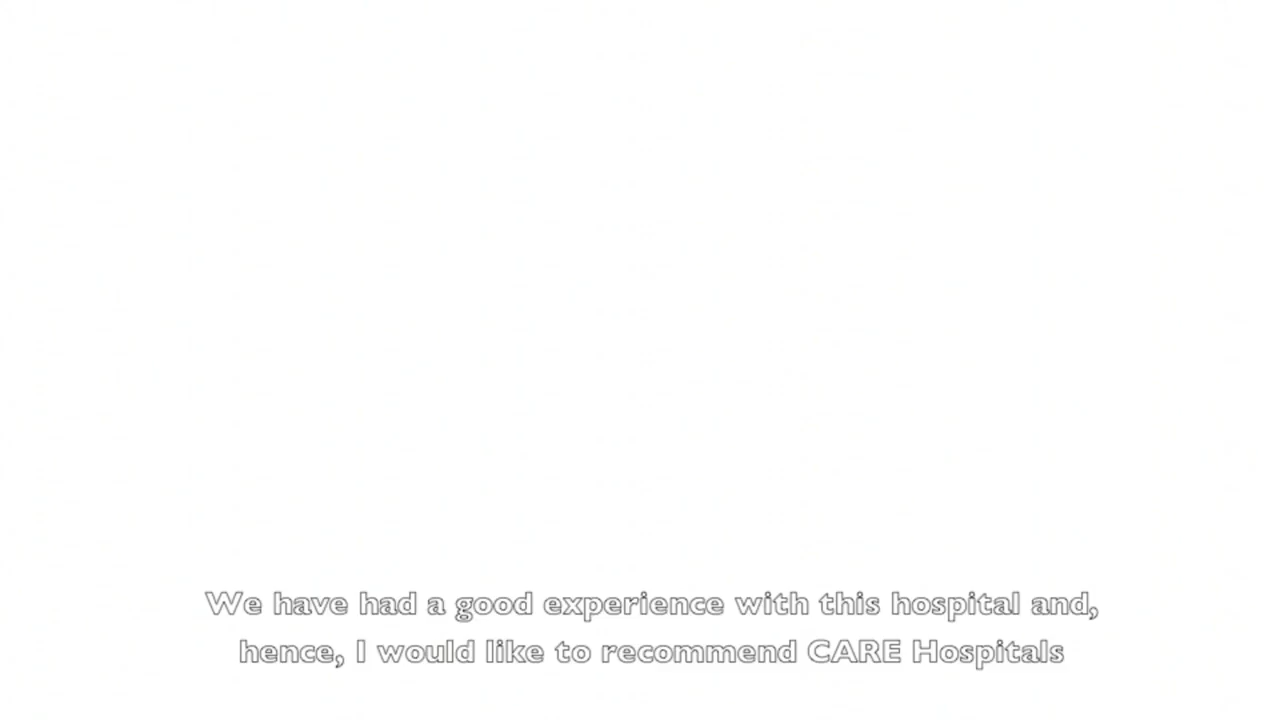 We have had a good experience with this hospital and,
hence, I would like to recommend CARE Hospitals